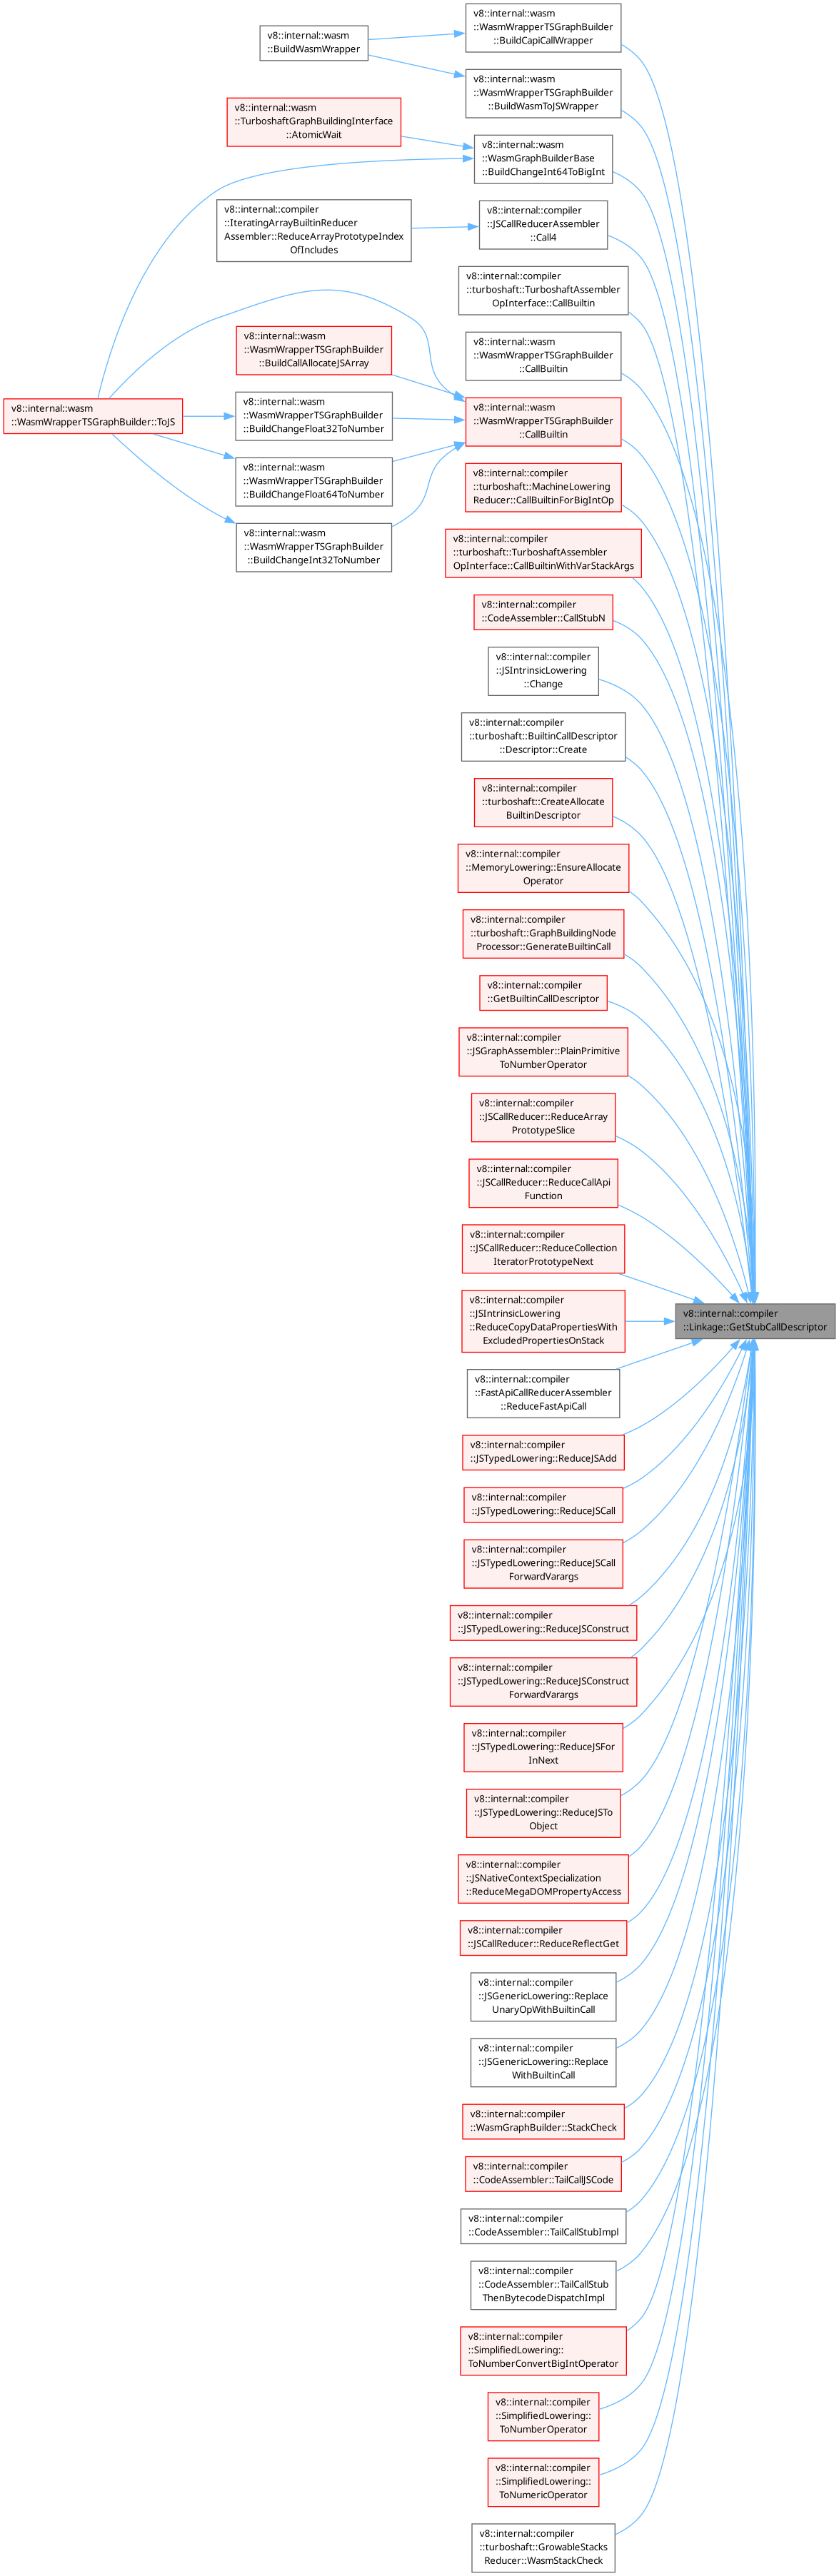 v8::internal::wasm
::WasmWrapperTSGraphBuilder
::BuildCapiCallWrapper
v8::internal::wasm
::BuildWasmWrapper
v8::internal::wasm
::WasmWrapperTSGraphBuilder
::BuildWasmToJSWrapper
v8::internal::wasm
::TurboshaftGraphBuildingInterface
::AtomicWait
v8::internal::wasm
::WasmGraphBuilderBase
::BuildChangeInt64ToBigInt
v8::internal::compiler
::IteratingArrayBuiltinReducer
Assembler::ReduceArrayPrototypeIndex
OfIncludes
v8::internal::compiler
::JSCallReducerAssembler
::Call4
v8::internal::compiler
::turboshaft::TurboshaftAssembler
OpInterface::CallBuiltin
v8::internal::wasm
::WasmWrapperTSGraphBuilder
::BuildCallAllocateJSArray
v8::internal::wasm
::WasmWrapperTSGraphBuilder
::CallBuiltin
v8::internal::wasm
::WasmWrapperTSGraphBuilder::ToJS
v8::internal::wasm
::WasmWrapperTSGraphBuilder
::BuildChangeFloat32ToNumber
v8::internal::wasm
::WasmWrapperTSGraphBuilder
::CallBuiltin
v8::internal::wasm
::WasmWrapperTSGraphBuilder
::BuildChangeFloat64ToNumber
v8::internal::compiler
::turboshaft::MachineLowering
Reducer::CallBuiltinForBigIntOp
v8::internal::wasm
::WasmWrapperTSGraphBuilder
::BuildChangeInt32ToNumber
v8::internal::compiler
::turboshaft::TurboshaftAssembler
OpInterface::CallBuiltinWithVarStackArgs
v8::internal::compiler
::CodeAssembler::CallStubN
v8::internal::compiler
::JSIntrinsicLowering
::Change
v8::internal::compiler
::turboshaft::BuiltinCallDescriptor
::Descriptor::Create
v8::internal::compiler
::turboshaft::CreateAllocate
BuiltinDescriptor
v8::internal::compiler
::MemoryLowering::EnsureAllocate
Operator
v8::internal::compiler
::turboshaft::GraphBuildingNode
Processor::GenerateBuiltinCall
v8::internal::compiler
::GetBuiltinCallDescriptor
v8::internal::compiler
::JSGraphAssembler::PlainPrimitive
ToNumberOperator
v8::internal::compiler
::JSCallReducer::ReduceArray
PrototypeSlice
v8::internal::compiler
::JSCallReducer::ReduceCallApi
Function
v8::internal::compiler
::JSCallReducer::ReduceCollection
IteratorPrototypeNext
v8::internal::compiler
::JSIntrinsicLowering
::ReduceCopyDataPropertiesWith
ExcludedPropertiesOnStack
v8::internal::compiler
::Linkage::GetStubCallDescriptor
v8::internal::compiler
::FastApiCallReducerAssembler
::ReduceFastApiCall
v8::internal::compiler
::JSTypedLowering::ReduceJSAdd
v8::internal::compiler
::JSTypedLowering::ReduceJSCall
v8::internal::compiler
::JSTypedLowering::ReduceJSCall
ForwardVarargs
v8::internal::compiler
::JSTypedLowering::ReduceJSConstruct
v8::internal::compiler
::JSTypedLowering::ReduceJSConstruct
ForwardVarargs
v8::internal::compiler
::JSTypedLowering::ReduceJSFor
InNext
v8::internal::compiler
::JSTypedLowering::ReduceJSTo
Object
v8::internal::compiler
::JSNativeContextSpecialization
::ReduceMegaDOMPropertyAccess
v8::internal::compiler
::JSCallReducer::ReduceReflectGet
v8::internal::compiler
::JSGenericLowering::Replace
UnaryOpWithBuiltinCall
v8::internal::compiler
::JSGenericLowering::Replace
WithBuiltinCall
v8::internal::compiler
::WasmGraphBuilder::StackCheck
v8::internal::compiler
::CodeAssembler::TailCallJSCode
v8::internal::compiler
::CodeAssembler::TailCallStubImpl
v8::internal::compiler
::CodeAssembler::TailCallStub
ThenBytecodeDispatchImpl
v8::internal::compiler
::SimplifiedLowering::
ToNumberConvertBigIntOperator
v8::internal::compiler
::SimplifiedLowering::
ToNumberOperator
v8::internal::compiler
::SimplifiedLowering::
ToNumericOperator
v8::internal::compiler
::turboshaft::GrowableStacks
Reducer::WasmStackCheck